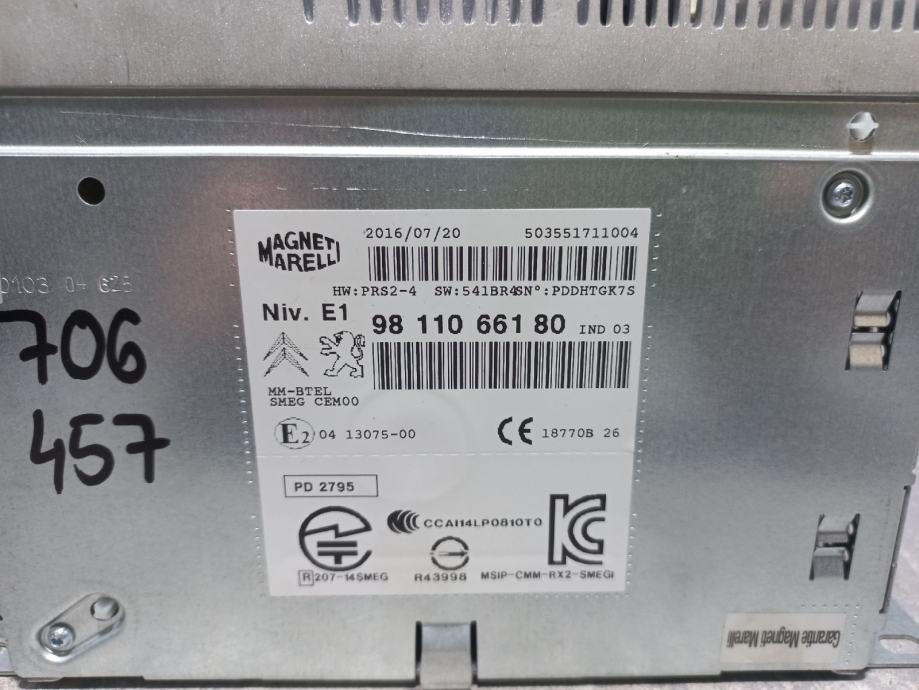 0103 04 625
706
457
MAGNETI
MARELLI
2016/07/20 503551711004
HW:PRS2-4 SW:541BR4SN°:PDDHTGK7S
Niv. E1 98 110 661 80 IND 03
MM-BTEL
SMEG CEM00
E2 04 13075-00 CE 18770B 26
PD 2795
CCAI14LP0810T0
R 207-14SMEG R43998 MSIP-CMM-RX2-SMEGI
Garantie Magneti Marelli